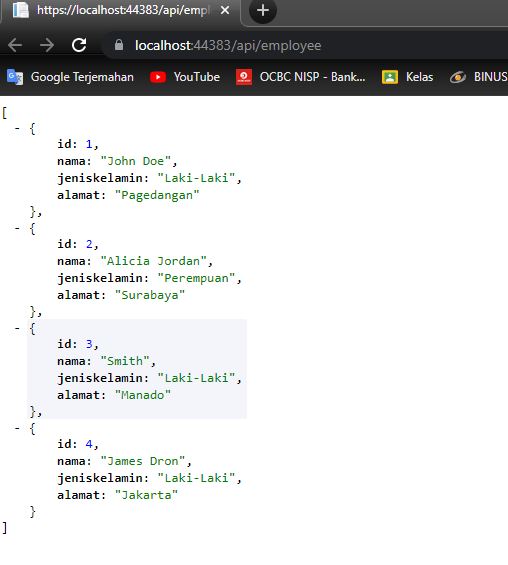 https://localhost:44383/api/empl
localhost:44383/api/employee
Google Terjemahan YouTube OCBC NISP - Bank... Kelas BINUS
[
- {
id: 1,
nama: "John Doe",
jeniskelamin: "Laki-Laki",
alamat: "Pagedangan"
},
- {
id: 2,
nama: "Alicia Jordan",
jeniskelamin: "Perempuan",
alamat: "Surabaya"
},
- {
id: 3,
nama: "Smith",
jeniskelamin: "Laki-Laki",
alamat: "Manado"
},
- {
id: 4,
nama: "James Dron",
jeniskelamin: "Laki-Laki",
alamat: "Jakarta"
}
]